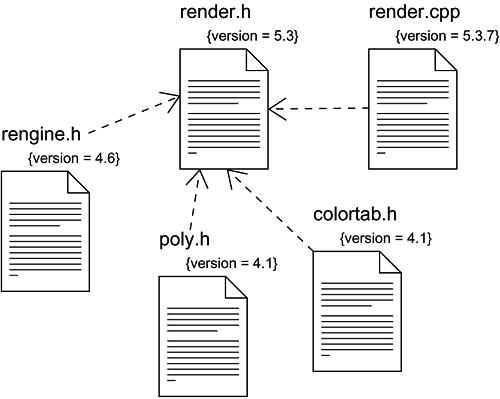 render.h
{version = 5.3}
render.cpp
{version = 5.3.7}
rengine.h
{version = 4.6}
poly.h
{version = 4.1}
colortab.h
{version = 4.1}